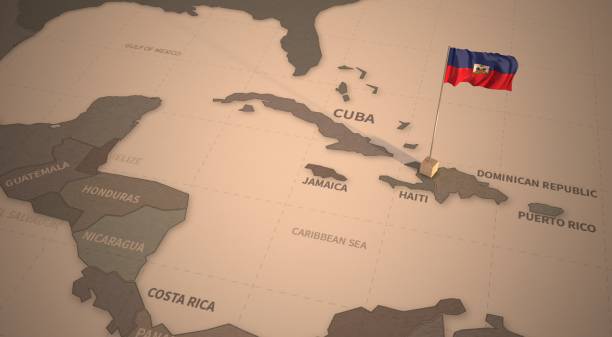 GULF OF MEXICO
CUBA
BELIZE
GUATEMALA
HONDURAS
JAMAICA
HAITI
DOMINICAN REPUBLIC
PUERTO RICO
EL SALVADOR
NICARAGUA
CARIBBEAN SEA
COSTA RICA
PANA